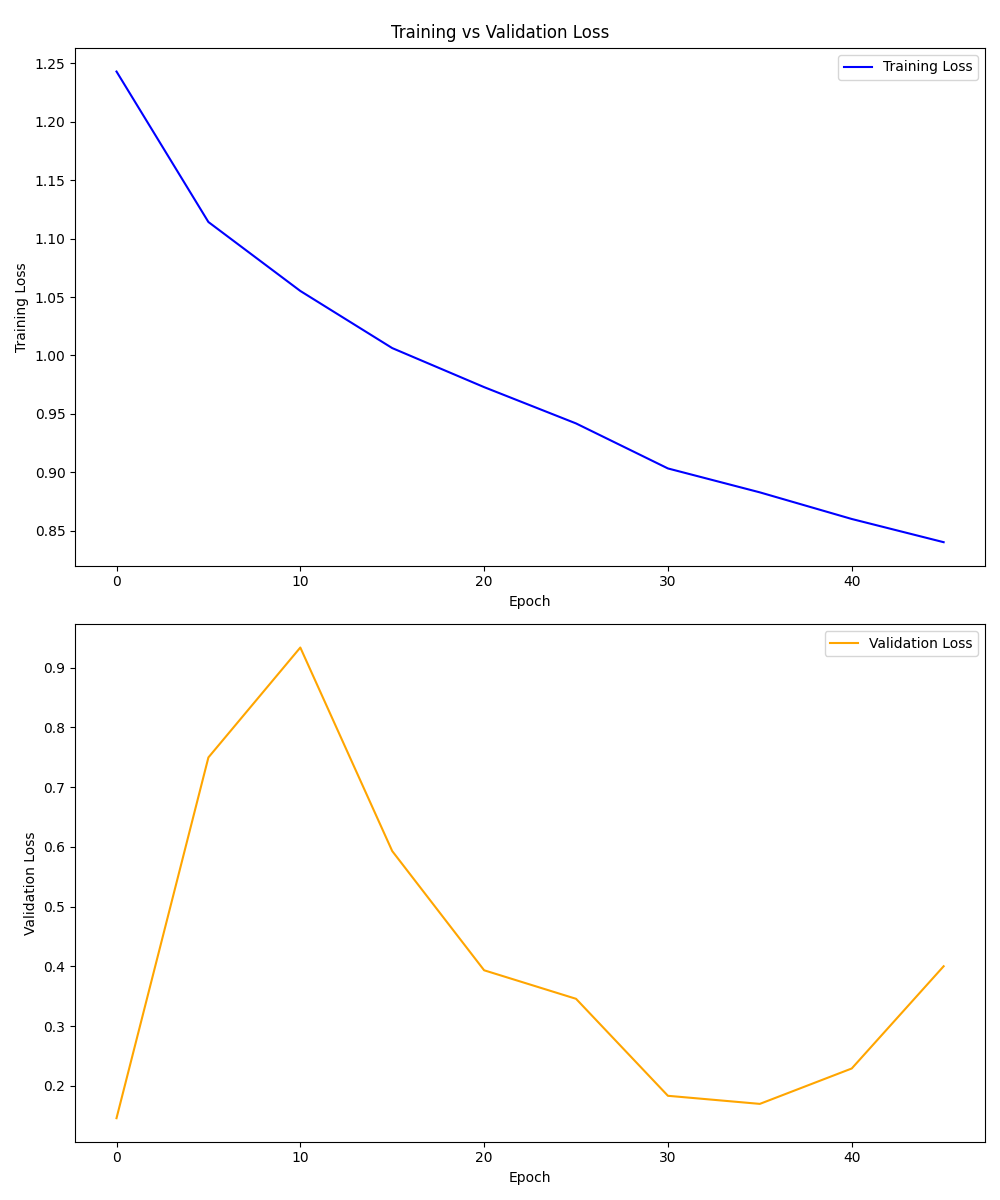 Training vs Validation Loss
Training Loss
1.25
1.20
1.15
1.10
1.05
1.00
0.95
0.90
0.85
Training Loss
0 10 20 30 40
Epoch
Validation Loss
0.9
0.8
0.7
0.6
0.5
0.4
0.3
0.2
Validation Loss
0 10 20 30 40
Epoch